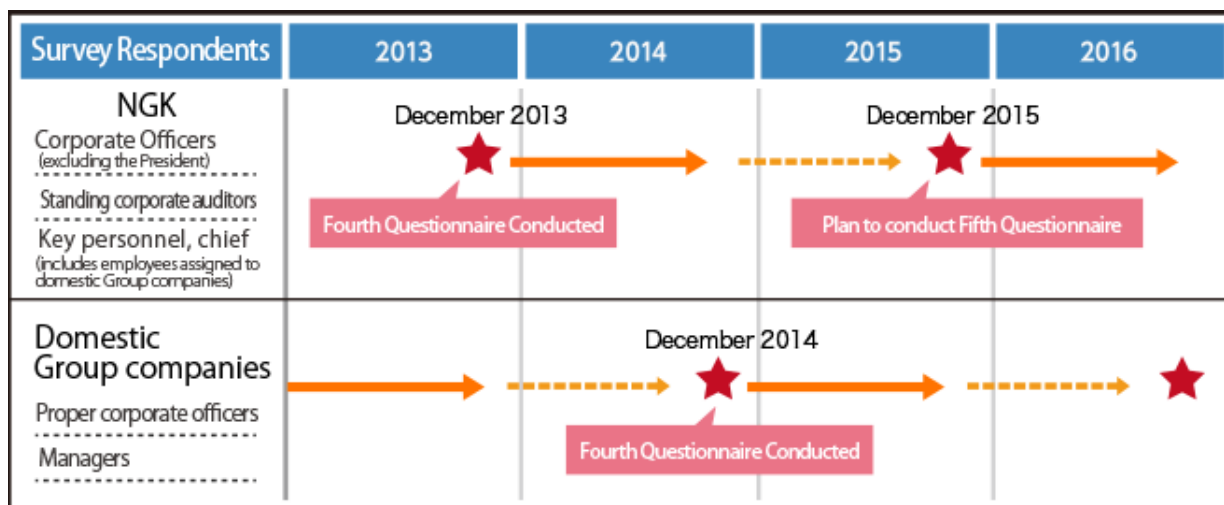 Survey Respondents
2013
2014
2015
2016
NGK
Corporate Officers
(excluding the President)
Standing corporate auditors
Key personnel, chief
(includes employees assigned to
domestic Group companies)
December 2013
Fourth Questionnaire Conducted
December 2015
Plan to conduct Fifth Questionnaire
Domestic
Group companies
Proper corporate officers
Managers
December 2014
Fourth Questionnaire Conducted